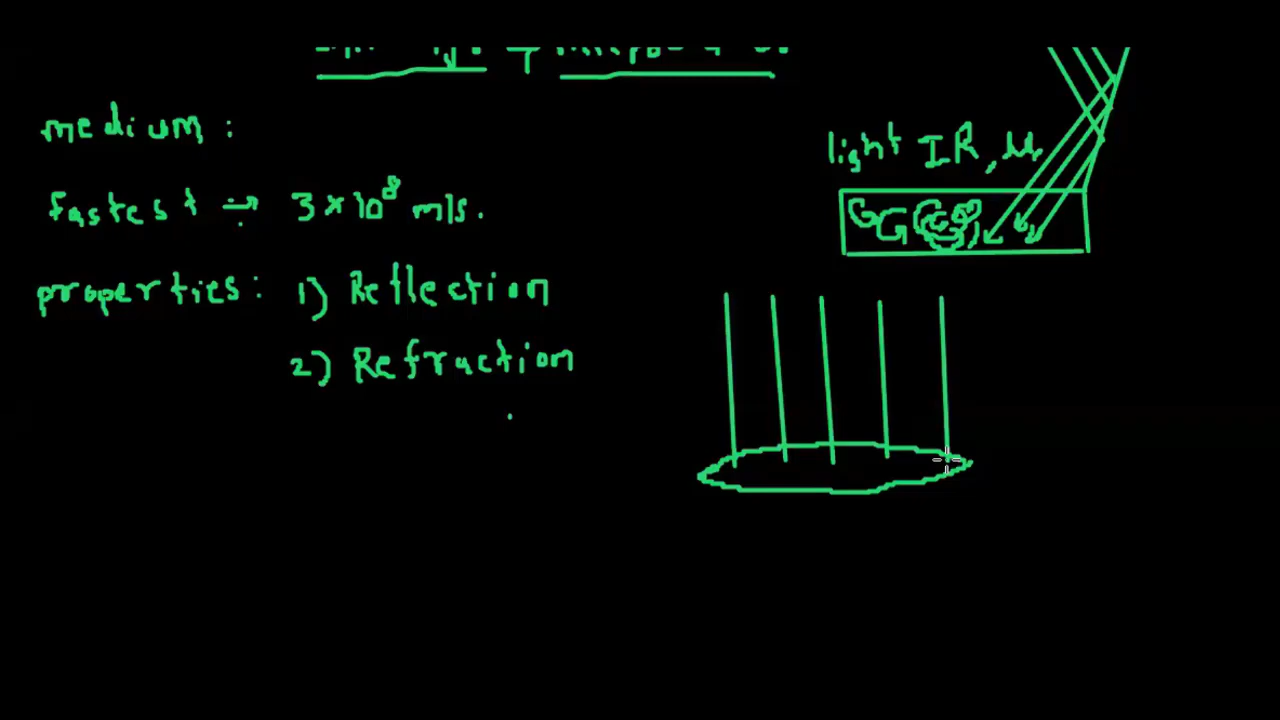 medium :
fastest → 3×10⁸ m/s.
properties : 1) Reflection
2) Refraction
light IR,